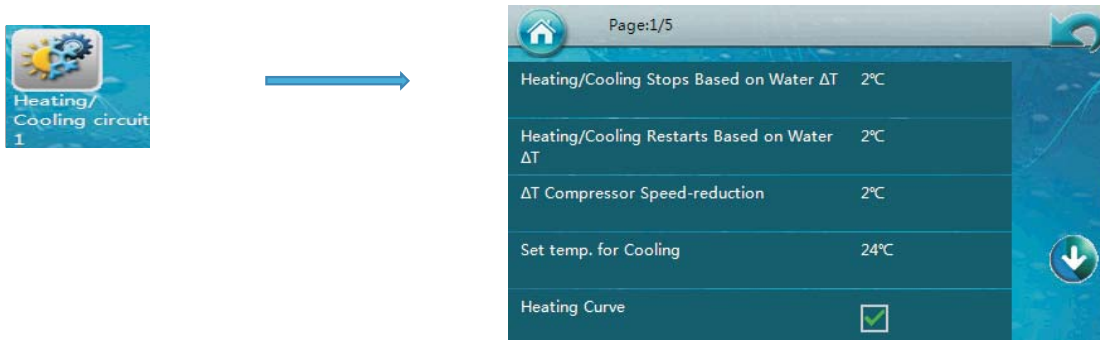 Heating/
Cooling circuit
1
Page:1/5
Heating/Cooling Stops Based on Water ΔT 2℃
Heating/Cooling Restarts Based on Water 2℃
ΔT
ΔT Compressor Speed-reduction 2℃
Set temp. for Cooling 24℃
Heating Curve